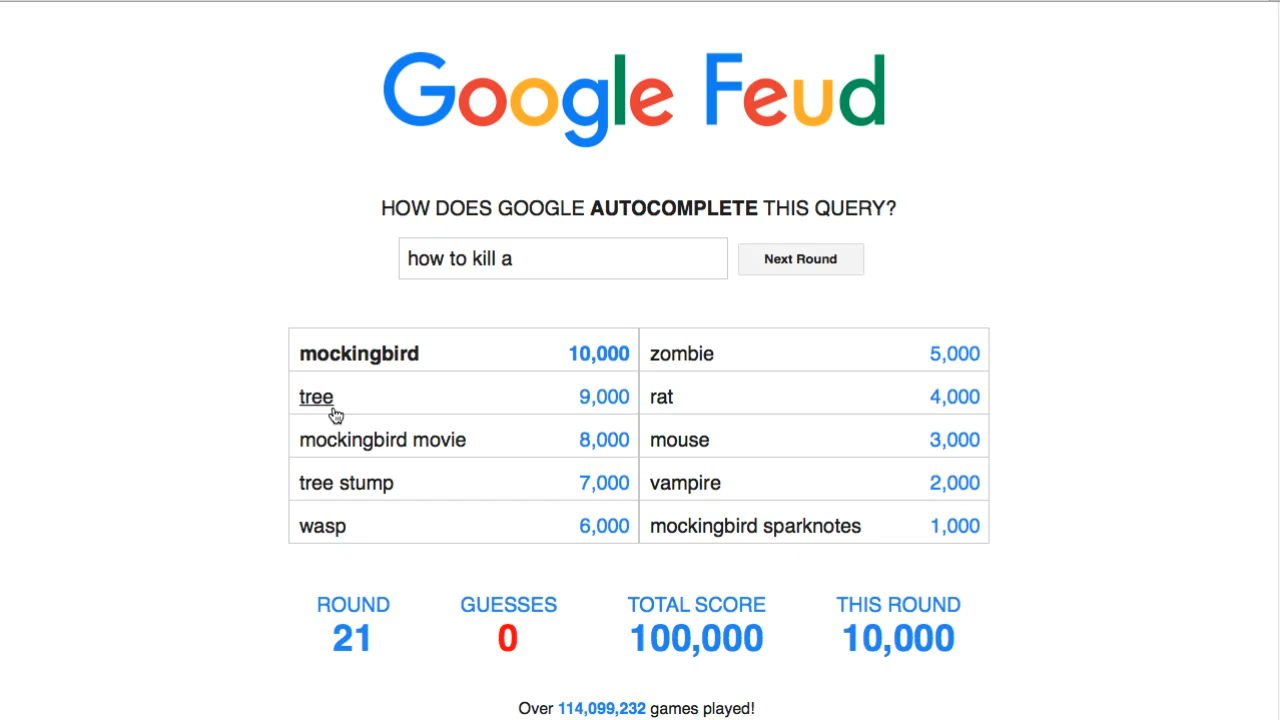 Google Feud
HOW DOES GOOGLE AUTOCOMPLETE THIS QUERY?
how to kill a
Next Round
mockingbird 10,000
tree 9,000
mockingbird movie 8,000
tree stump 7,000
wasp 6,000
zombie 5,000
rat 4,000
mouse 3,000
vampire 2,000
mockingbird sparknotes 1,000
ROUND
21
GUESSES
0
TOTAL SCORE
100,000
THIS ROUND
10,000
Over 114,099,232 games played!